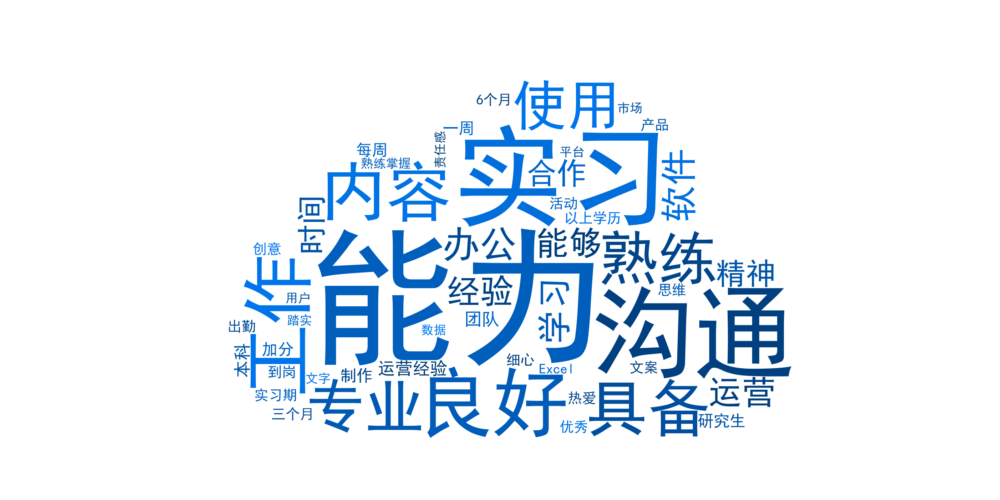 6个月
使用
市场
一周
产品
实习
责任感
每周
熟练掌握
平台
合作
软件
内容
活动
以上学历
时间
创意
办公
能够
熟练
精神
能力
工作
用户
经验
学习
思维
沟通
团队
踏实
出勤
数据
本科
加分
到岗
文字
制作
运营经验
细心
Excel
文案
实习期
三个月
专业
良好
热爱
优秀
具备
运营
研究生